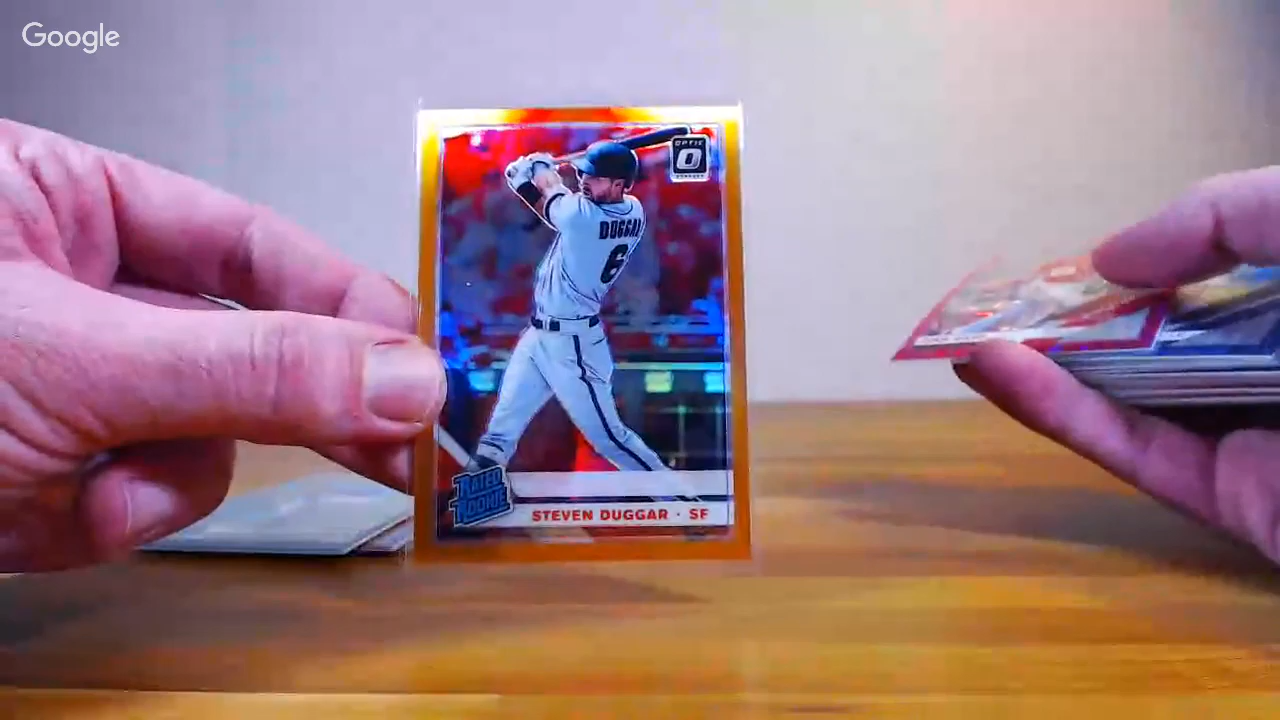 Google
OPTIC
O
DUGGAR
6
RATED
ROOKIE
STEVEN DUGGAR · SF